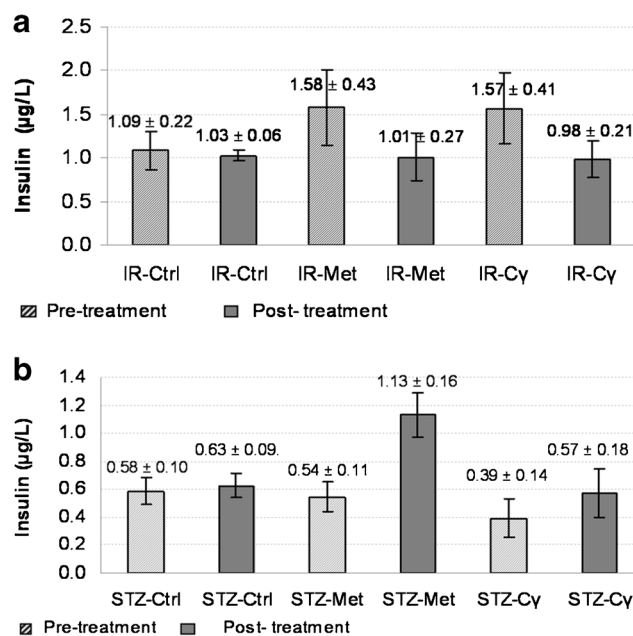 a
Insulin (µg/L)
2.5
2.0
1.5
1.0
0.5
0.0
1.09 ± 0.22
1.03 ± 0.06
1.58 ± 0.43
1.01 ± 0.27
1.57 ± 0.41
0.98 ± 0.21
IR-Ctrl IR-Ctrl IR-Met IR-Met IR-Cy IR-Cy
Pre-treatment Post- treatment
b
Insulin (µg/L)
1.4
1.2
1.0
0.8
0.6
0.4
0.2
0.0
0.58 ± 0.10
0.63 ± 0.09.
0.54 ± 0.11
1.13 ± 0.16
0.39 ± 0.14
0.57 ± 0.18
STZ-Ctrl STZ-Ctrl STZ-Met STZ-Met STZ-Cy STZ-Cy
Pre-treatment Post- treatment